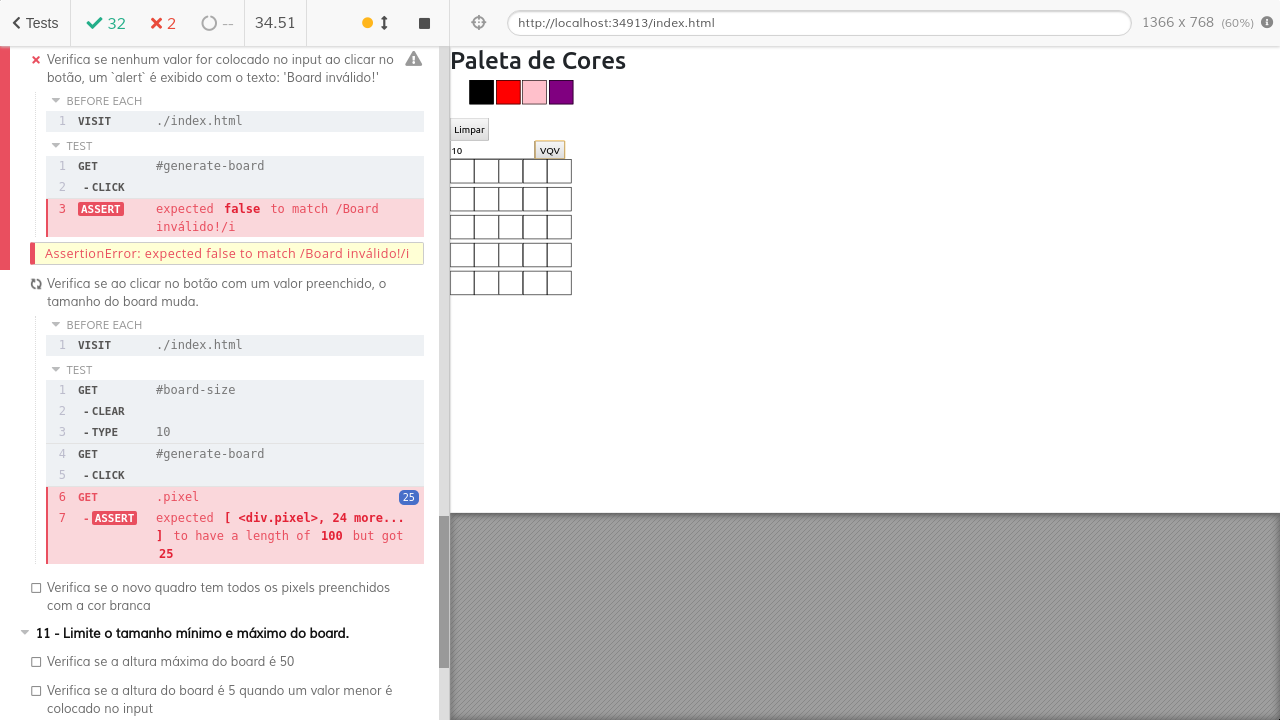 Tests
32
2
--
34.51
http://localhost:34913/index.html
1366 x 768 (60%)
Verifica se nenhum valor for colocado no input ao clicar no
botão, um `alert` é exibido com o texto: 'Board inválido!'
BEFORE EACH
1 VISIT ./index.html
TEST
1 GET #generate-board
2 - CLICK
3 ASSERT expected false to match /Board
inválido!/i
AssertionError: expected false to match /Board inválido!/i
Verifica se ao clicar no botão com um valor preenchido, o
tamanho do board muda.
BEFORE EACH
1 VISIT ./index.html
TEST
1 GET #board-size
2 - CLEAR
3 - TYPE 10
4 GET #generate-board
5 - CLICK
6 GET .pixel 25
7 - ASSERT expected [ <div.pixel>, 24 more...
] to have a length of 100 but got
25
Verifica se o novo quadro tem todos os pixels preenchidos
com a cor branca
11 - Limite o tamanho mínimo e máximo do board.
Verifica se a altura máxima do board é 50
Verifica se a altura do board é 5 quando um valor menor é
colocado no input
Paleta de Cores
Limpar
10 VQV